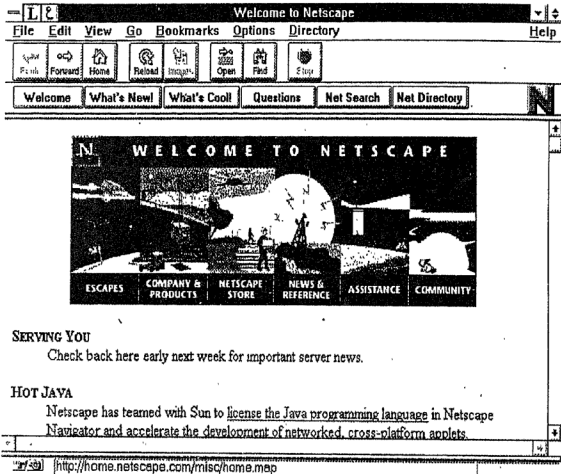 Welcome to Netscape
File Edit View Go Bookmarks Options Directory Help
Forward Home Reload Open Find Stop
Welcome What's New! What's Cool! Questions Net Search Net Directory
N
N WELCOME TO NETSCAPE
ESCAPES COMPANY & PRODUCTS NETSCAPE STORE NEWS & REFERENCE ASSISTANCE COMMUNITY
SERVING YOU
Check back here early next week for important server news.
HOT JAVA
Netscape has teamed with Sun to license the Java programming language in Netscape
Navigator and accelerate the development of networked, cross-platform applets.
http://home.netscape.com/misc/home.map